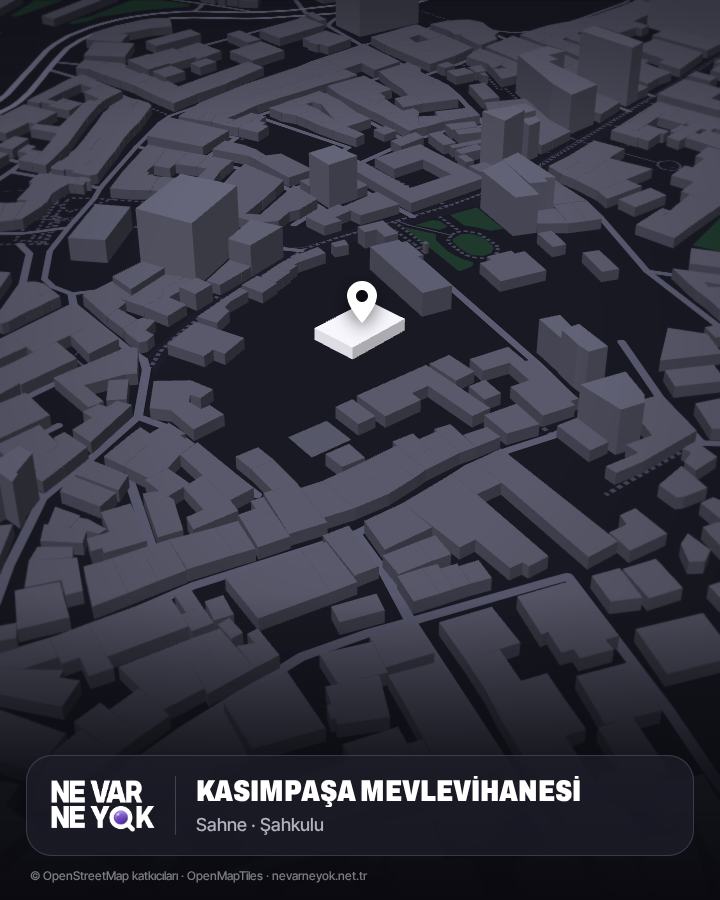 NE VAR
NE YOK
KASIMPAŞA MEVLEVİHANESİ
Sahne · Şahkulu
© OpenStreetMap katkıcıları · OpenMapTiles · nevarneyok.net.tr